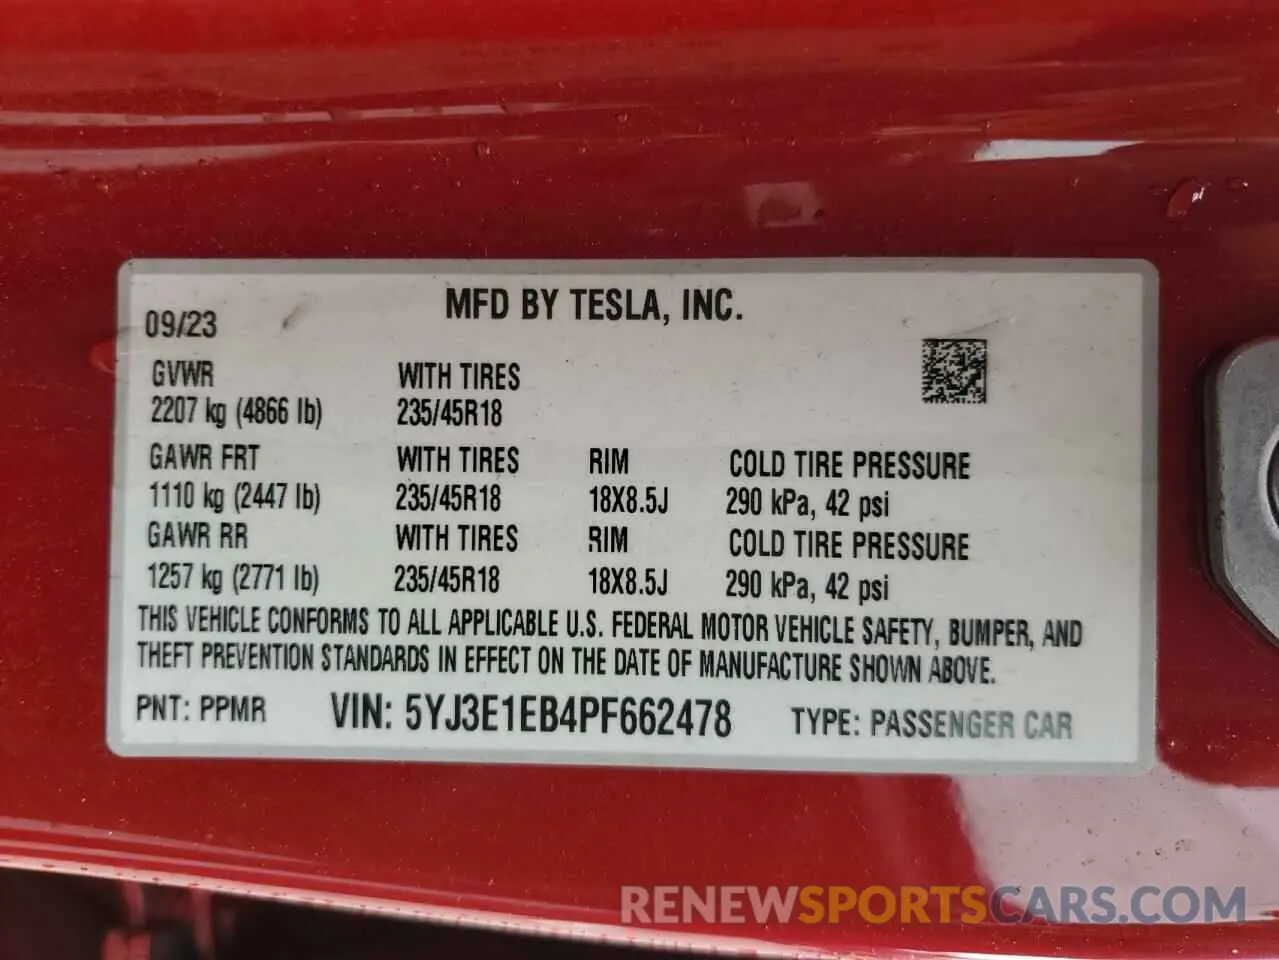 MFD BY TESLA, INC.
09/23
GVWR WITH TIRES
2207 kg (4866 lb) 235/45R18
GAWR FRT WITH TIRES RIM COLD TIRE PRESSURE
1110 kg (2447 lb) 235/45R18 18X8.5J 290 kPa, 42 psi
GAWR RR WITH TIRES RIM COLD TIRE PRESSURE
1257 kg (2771 lb) 235/45R18 18X8.5J 290 kPa, 42 psi
THIS VEHICLE CONFORMS TO ALL APPLICABLE U.S. FEDERAL MOTOR VEHICLE SAFETY, BUMPER, AND
THEFT PREVENTION STANDARDS IN EFFECT ON THE DATE OF MANUFACTURE SHOWN ABOVE.
PNT: PPMR VIN: 5YJ3E1EB4PF662478 TYPE: PASSENGER CAR
RENEWSPORTSCARS.COM